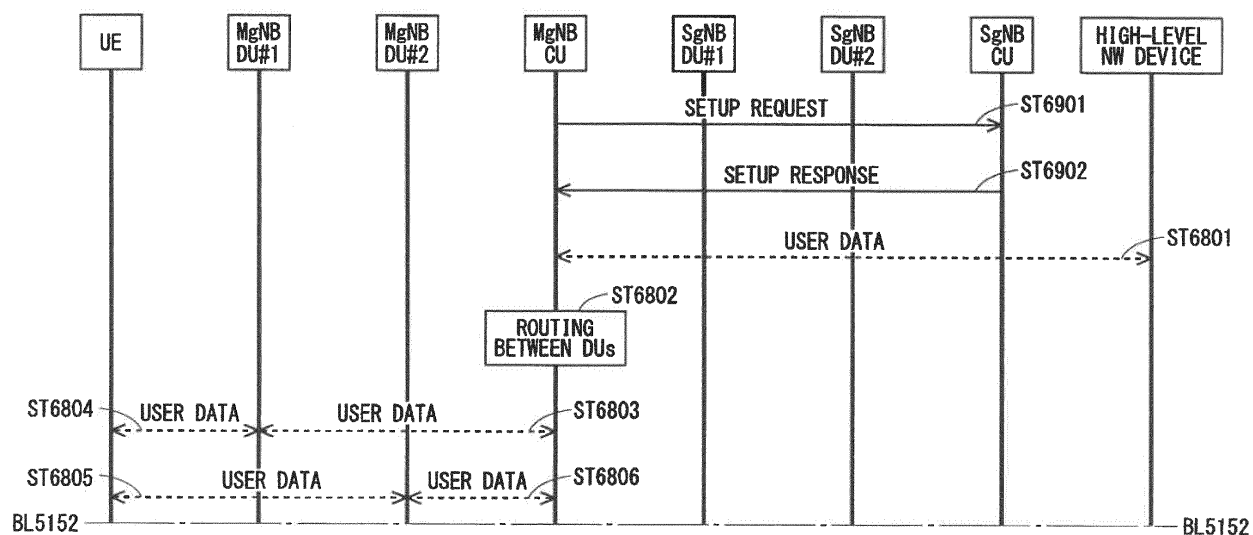 UE
MgNB
DU#1
MgNB
DU#2
MgNB
CU
SgNB
DU#1
SgNB
DU#2
SgNB
CU
HIGH-LEVEL
NW DEVICE
SETUP REQUEST
ST6901
SETUP RESPONSE
ST6902
USER DATA
ST6801
ST6802
ROUTING
BETWEEN DUs
ST6804
USER DATA
USER DATA
ST6803
ST6805
USER DATA
USER DATA
ST6806
BL5152
BL5152